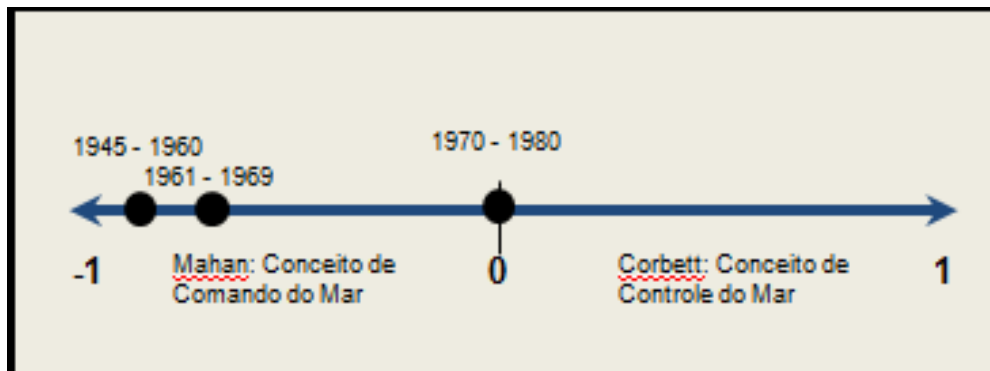 1945 - 1960
1970 - 1980
1961 - 1969
-1
Mahan: Conceito de
Comando do Mar
0
Corbett: Conceito de
Controle do Mar
1